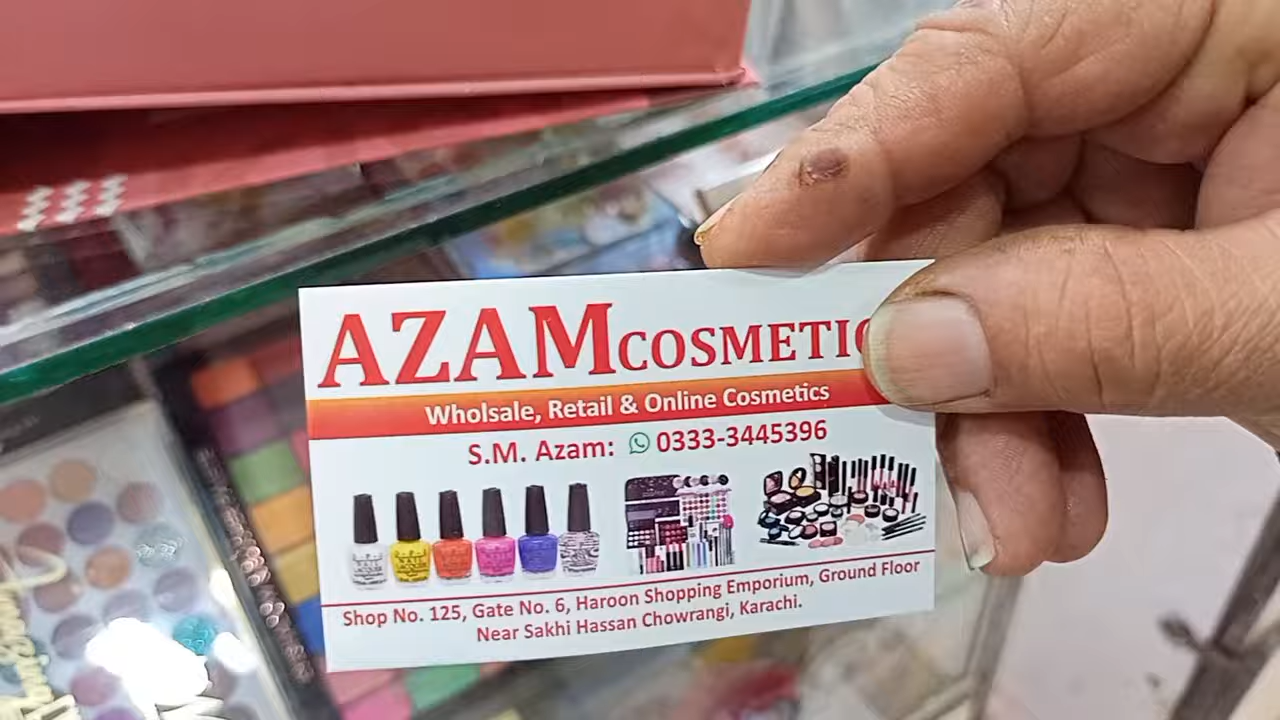 AZAM COSMETIC
Wholsale, Retail & Online Cosmetics
S.M. Azam: 0333-3445396
Shop No. 125, Gate No. 6, Haroon Shopping Emporium, Ground Floor
Near Sakhi Hassan Chowrangi, Karachi.